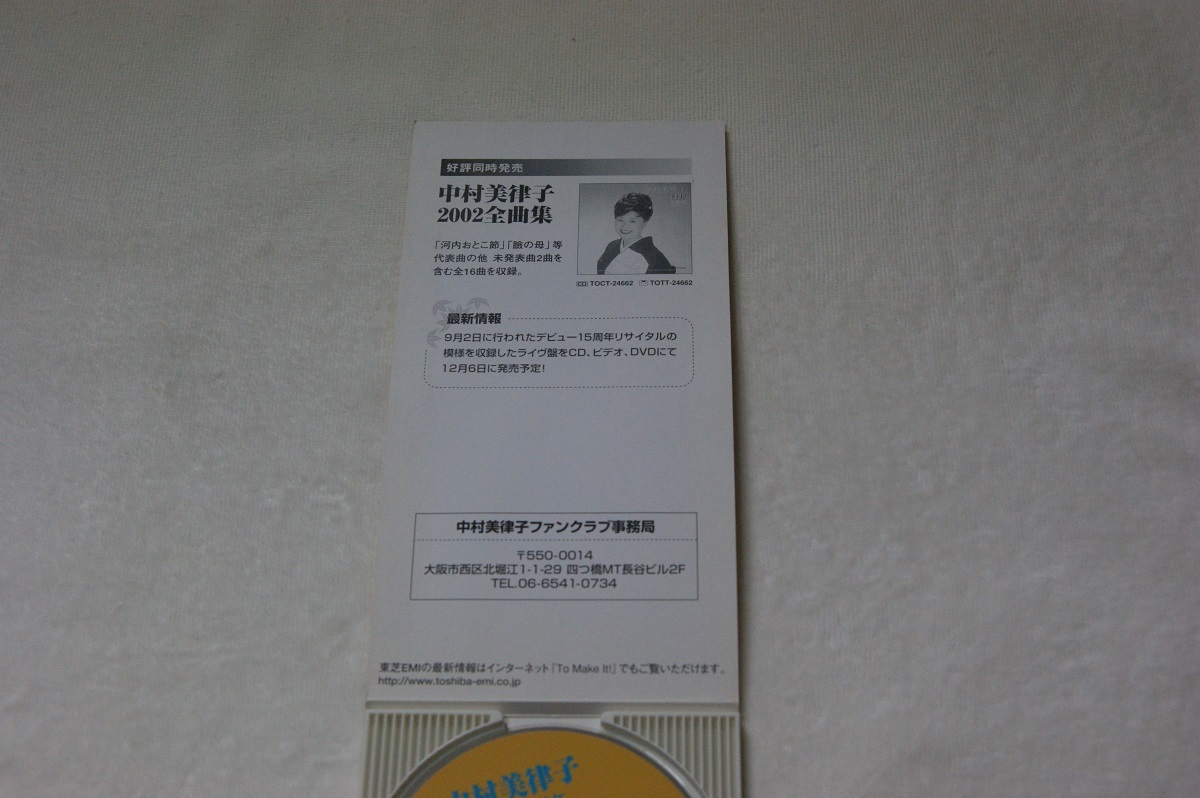 好評同時発売
中村美律子
2002全曲集
「河内おとこ節」「瞼の母」等
代表曲の他 未発表曲2曲を
含む全16曲を収録。
CD TOCT-24662 TOTT-24662
最新情報
9月2日に行われたデビュー15周年リサイタルの
模様を収録したライヴ盤をCD、ビデオ、DVDにて
12月6日に発売予定!
中村美律子ファンクラブ事務局
〒550-0014
大阪市西区北堀江1-1-29 四つ橋MT長谷ビル2F
TEL.06-6541-0734
東芝EMIの最新情報はインターネット「To Make It!」でもご覧いただけます。
http://www.toshiba-emi.co.jp
中村美律子